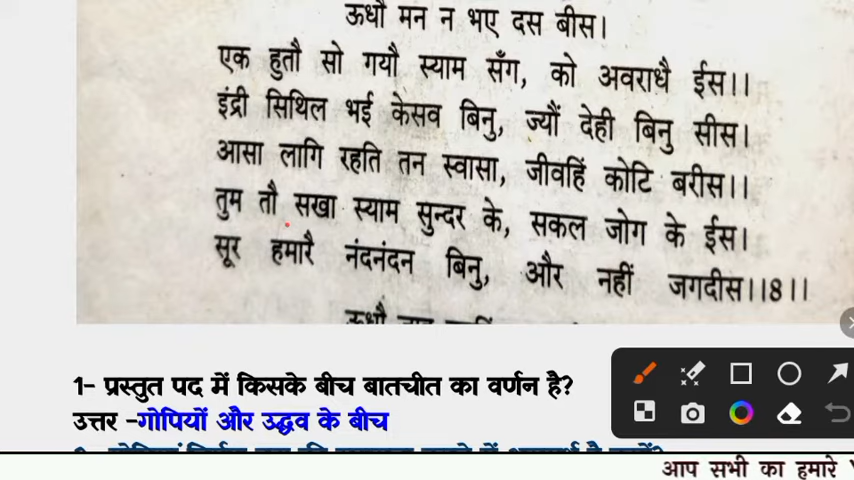 ऊधौ मन न भए दस बीस।
एक हुतौ सो गयौ स्याम सँग, को अवराधै ईस।।
इंद्री सिथिल भई केसव बिनु, ज्यौं देही बिनु सीस।
आसा लागि रहति तन स्वासा, जीवहिं कोटि बरीस।।
तुम तौ सखा स्याम सुन्दर के, सकल जोग के ईस।
सूर हमारै नंदनंदन बिनु, और नहीं जगदीस।।8।।
ऊधौ
1- प्रस्तुत पद में किसके बीच बातचीत का वर्णन है?
उत्तर -गोपियों और उद्धव के बीच
आप सभी का हमारे